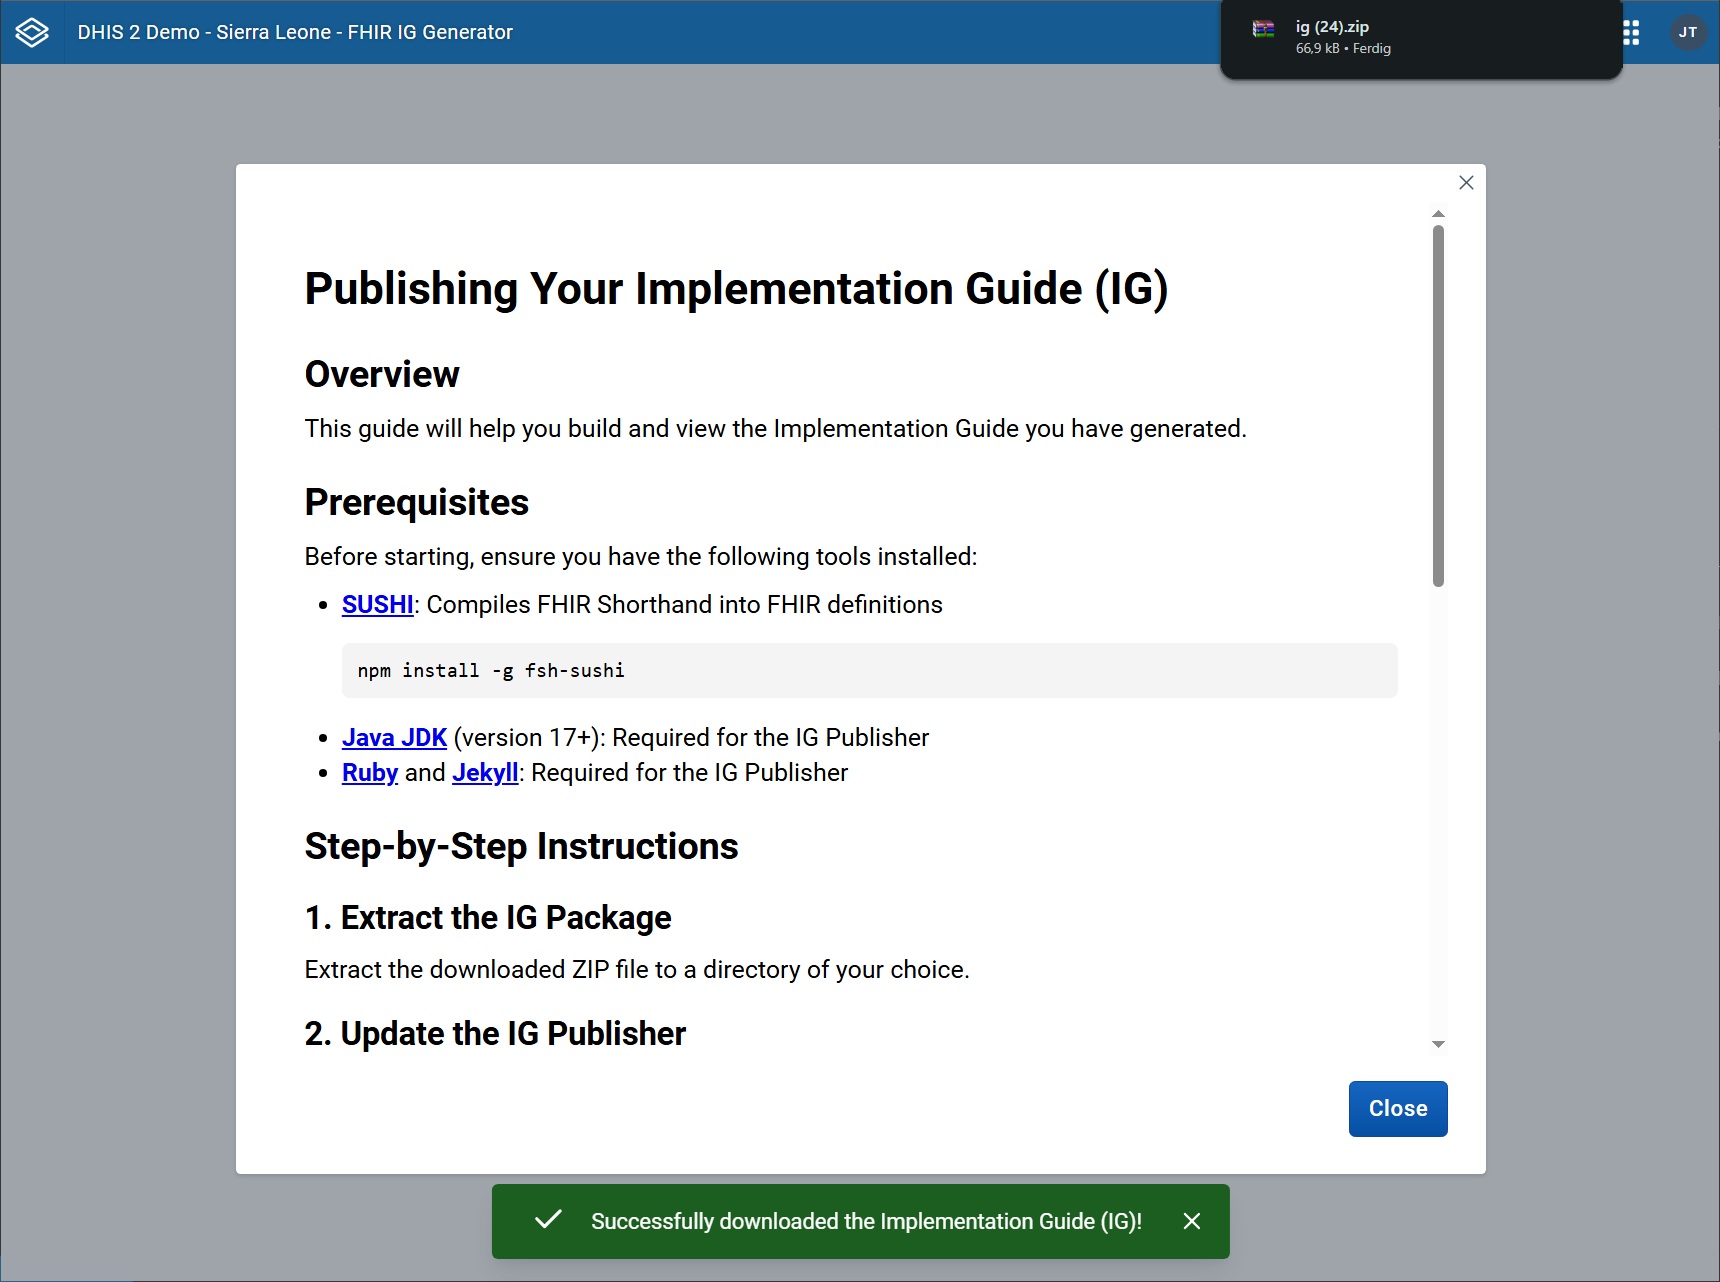 DHIS 2 Demo - Sierra Leone - FHIR IG Generator
ig (24).zip
66,9 kB • Ferdig
JT
Publishing Your Implementation Guide (IG)
Overview
This guide will help you build and view the Implementation Guide you have generated.
Prerequisites
Before starting, ensure you have the following tools installed:
• SUSHI: Compiles FHIR Shorthand into FHIR definitions
npm install -g fsh-sushi
• Java JDK (version 17+): Required for the IG Publisher
• Ruby and Jekyll: Required for the IG Publisher
Step-by-Step Instructions
1. Extract the IG Package
Extract the downloaded ZIP file to a directory of your choice.
2. Update the IG Publisher
Close
Successfully downloaded the Implementation Guide (IG)!